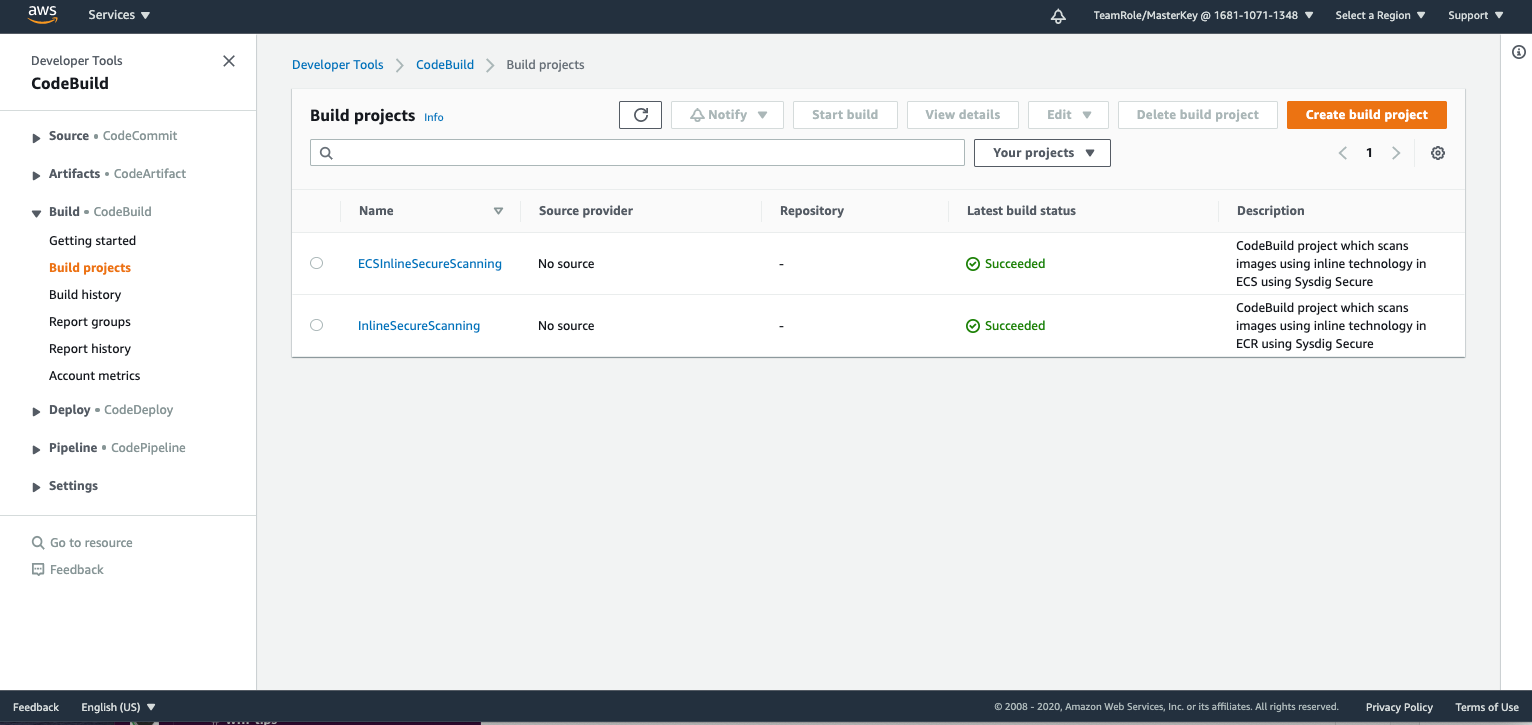 aws
Services
TeamRole/MasterKey @ 1681-1071-1348
Select a Region
Support
Developer Tools
CodeBuild
Source • CodeCommit
Artifacts • CodeArtifact
Build • CodeBuild
Getting started
Build projects
Build history
Report groups
Report history
Account metrics
Deploy • CodeDeploy
Pipeline • CodePipeline
Settings
Go to resource
Feedback
Developer Tools
CodeBuild
Build projects
Build projects Info
Notify
Start build
View details
Edit
Delete build project
Create build project
Your projects
1
Name
Source provider
Repository
Latest build status
Description
ECSInlineSecureScanning
No source
-
Succeeded
CodeBuild project which scans
images using inline technology in
ECS using Sysdig Secure
InlineSecureScanning
No source
-
Succeeded
CodeBuild project which scans
images using inline technology in
ECR using Sysdig Secure
Feedback
English (US)
© 2008 - 2020, Amazon Web Services, Inc. or its affiliates. All rights reserved.
Privacy Policy
Terms of Use